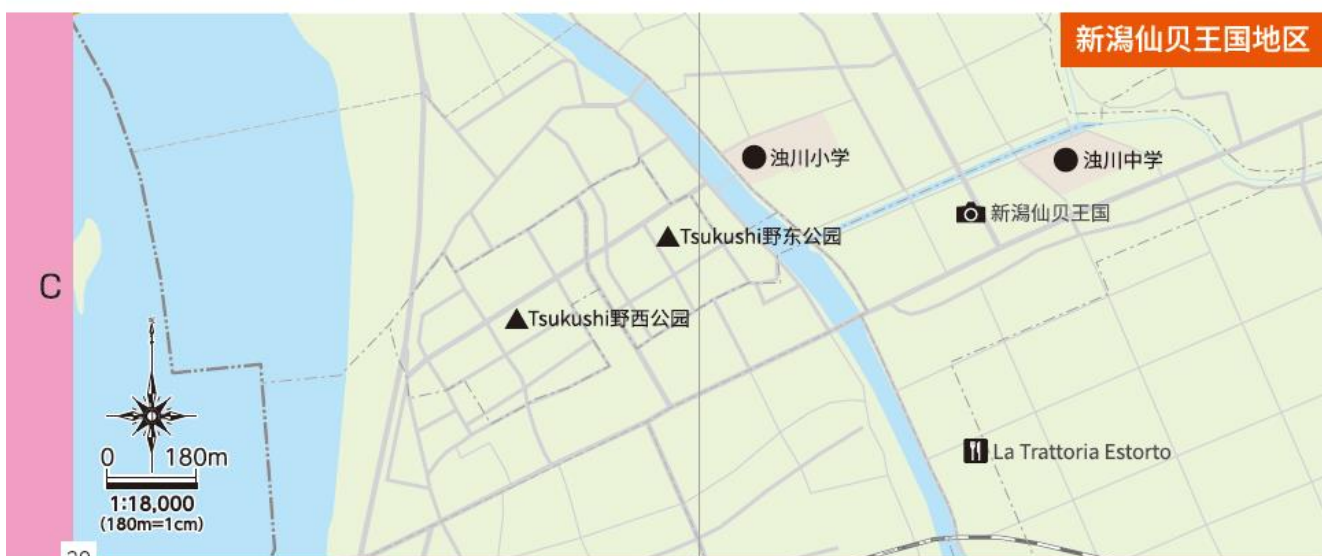 新潟仙贝王国地区
浊川小学
浊川中学
新潟仙贝王国
Tsukushi野东公园
C
Tsukushi野西公园
0 180m
1:18,000
(180m=1cm)
La Trattoria Estorto